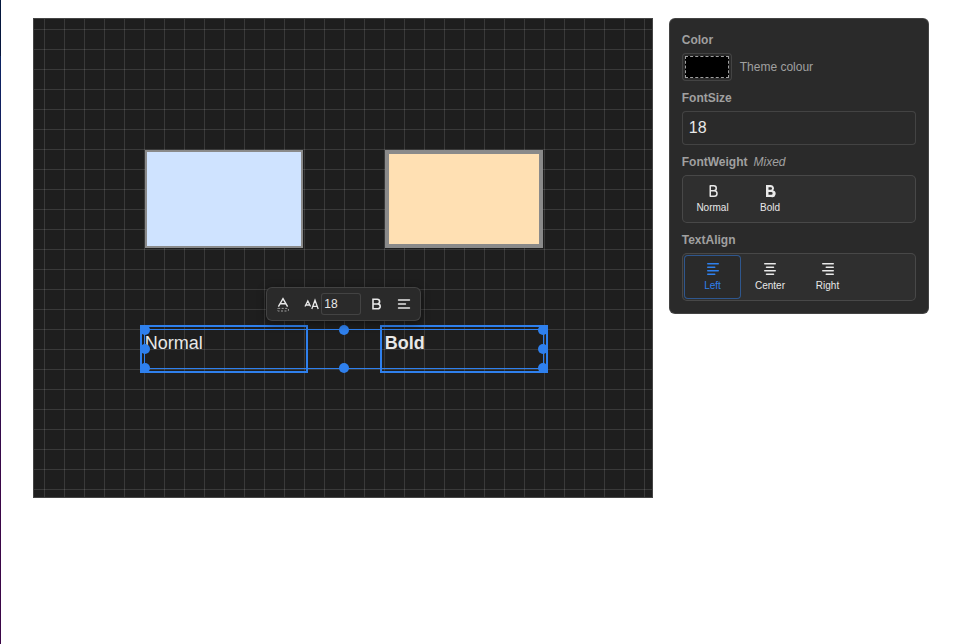 Color
Theme colour
FontSize
18
FontWeight Mixed
Normal Bold
TextAlign
Left Center Right
18
Normal Bold